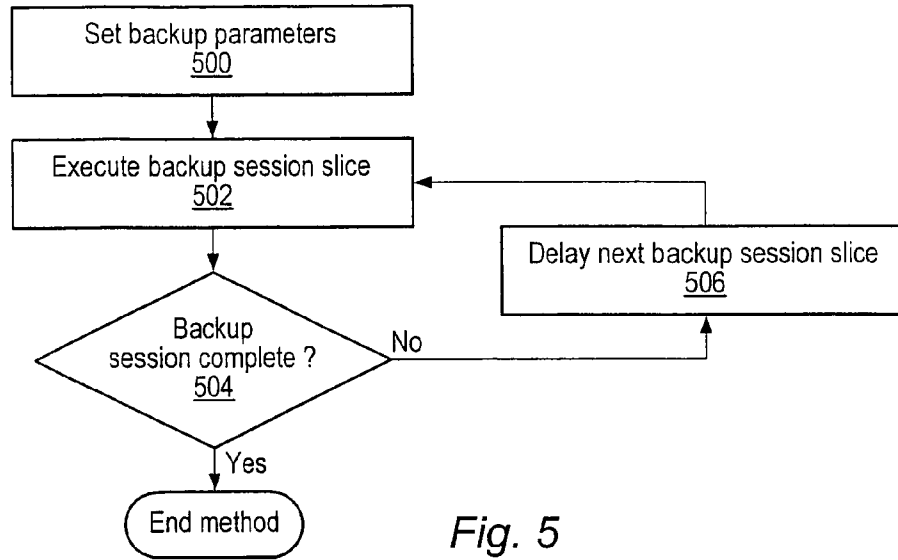 Set backup parameters
500
Execute backup session slice
502
Delay next backup session slice
506
Backup
session complete ?
504
No
Yes
End method
Fig. 5